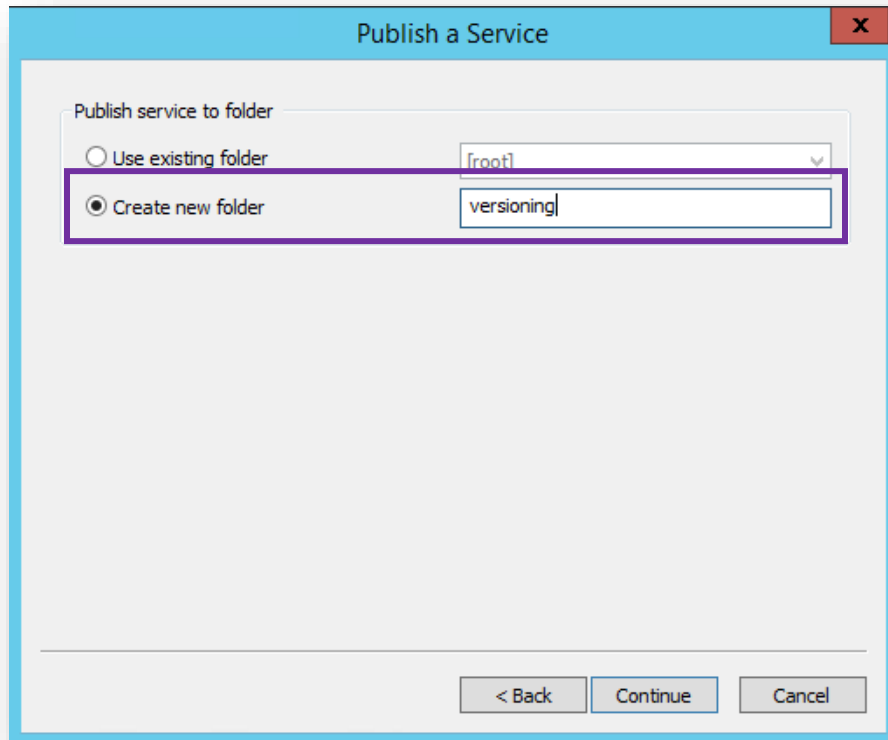 Publish a Service
x
Publish service to folder
Use existing folder [root]
Create new folder versioning
< Back Continue Cancel